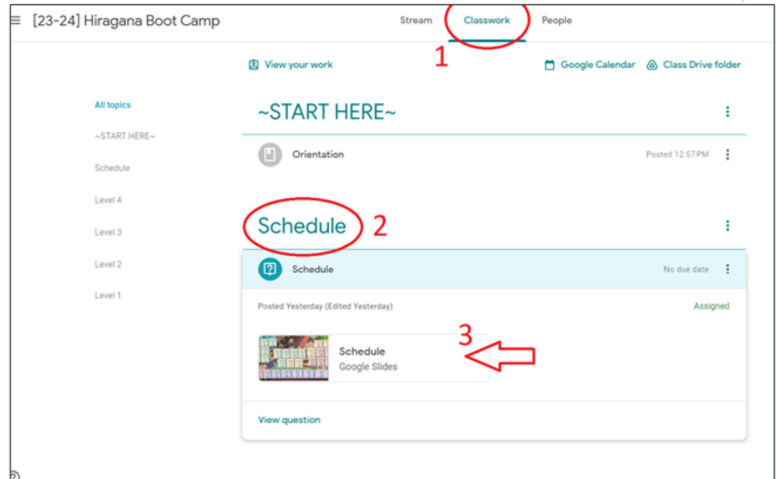 [23-24] Hiragana Boot Camp
Stream Classwork People
1
View your work
Google Calendar Class Drive folder
All topics
~START HERE~
Schedule
Level 4
Level 3
Level 2
Level 1
~START HERE~
Orientation Posted 12:57 PM
Schedule 2
Schedule No due date
Posted Yesterday (Edited Yesterday) Assigned
3
Schedule
Google Slides
View question